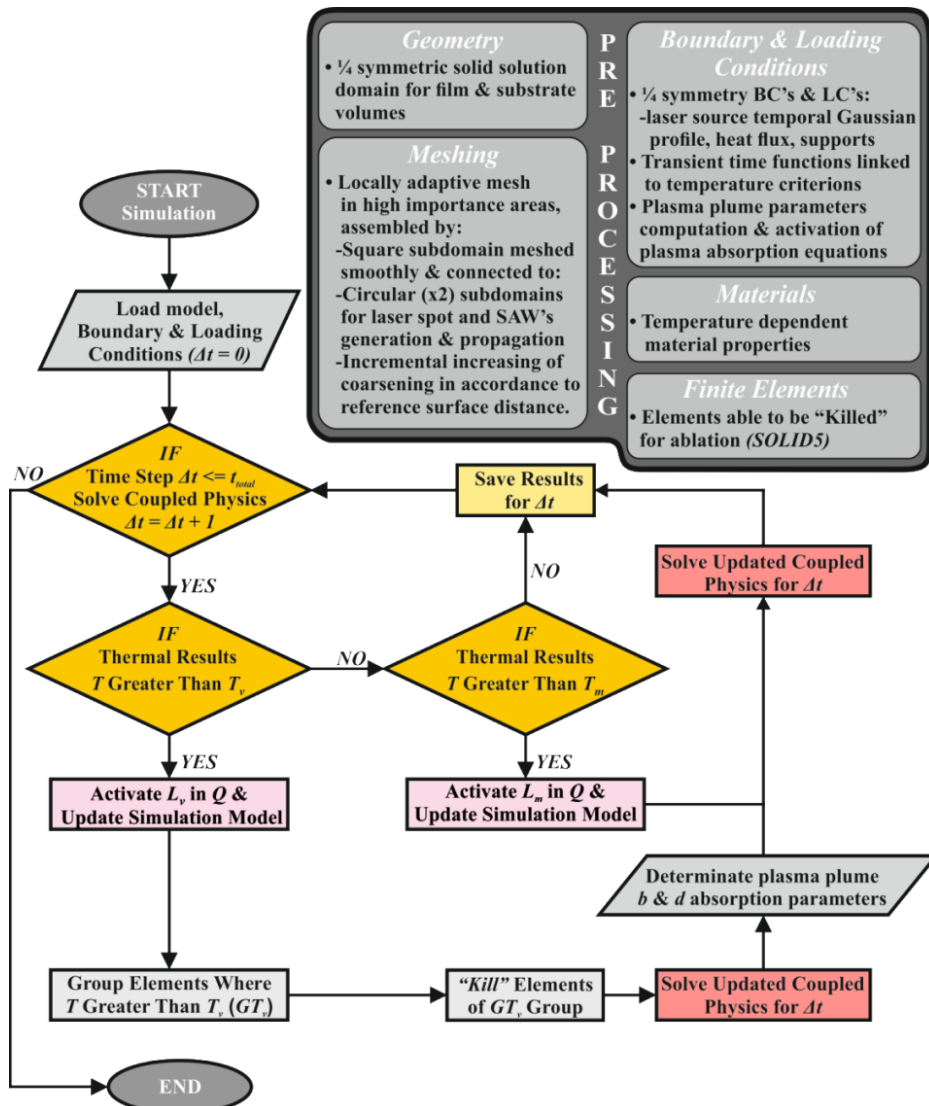 Geometry
• ¼ symmetric solid solution
domain for film & substrate
volumes
Meshing
• Locally adaptive mesh
in high importance areas,
assembled by:
-Square subdomain meshed
smoothly & connected to:
-Circular (x2) subdomains
for laser spot and SAW's
generation & propagation
-Incremental increasing of
coarsening in accordance to
reference surface distance.
PRE PROCESSING
Boundary & Loading
Conditions
• ¼ symmetry BC's & LC's:
-laser source temporal Gaussian
profile, heat flux, supports
• Transient time functions linked
to temperature criterions
• Plasma plume parameters
computation & activation of
plasma absorption equations
Materials
• Temperature dependent
material properties
Finite Elements
• Elements able to be "Killed"
for ablation (SOLID5)
START
Simulation
Load model,
Boundary & Loading
Conditions (Δt = 0)
IF
Time Step Δt <= t_total
Solve Coupled Physics
Δt = Δt + 1
NO
YES
Save Results
for Δt
Solve Updated Coupled
Physics for Δt
IF
Thermal Results
T Greater Than T_v
NO
YES
IF
Thermal Results
T Greater Than T_m
NO
YES
Activate L_v in Q &
Update Simulation Model
Activate L_m in Q &
Update Simulation Model
Determinate plasma plume
b & d absorption parameters
Group Elements Where
T Greater Than T_v (GT_v)
"Kill" Elements
of GT_v Group
Solve Updated Coupled
Physics for Δt
END